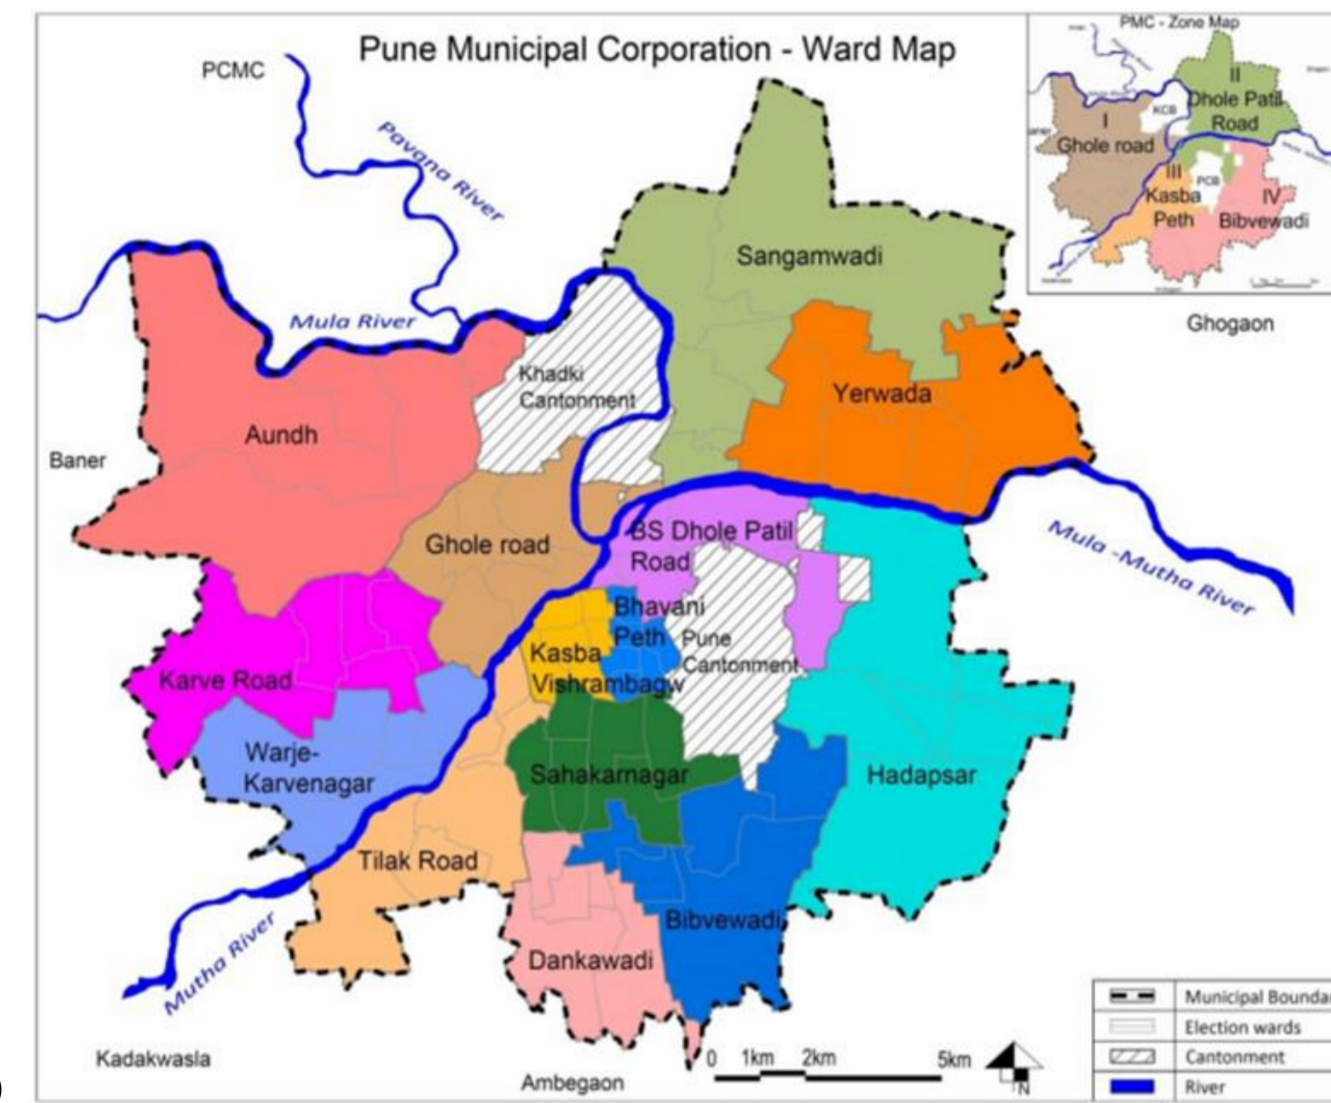 Pune Municipal Corporation - Ward Map
PCMC
Pavana River
Mula River
Sangamwadi
Khadki
Cantonment
Yerwada
Aundh
Baner
Ghole road
BS Dhole Patil
Road
Mula -Mutha River
Bhavani
Peth
Pune
Cantonment
Kasba
Vishrambagw
Karve Road
Warje-
Karvenagar
Sahakarnagar
Hadapsar
Tilak Road
Bibvewadi
Dankawadi
Mutha River
Kadakwasla
Ambegaon
Ghogaon
0 1km 2km 5km
N
PMC - Zone Map
II
Dhole Patil
Road
KCB
I
Ghole road
III
Kasba
Peth
PCB
IV
Bibvewadi
Municipal Boundar
Election wards
Cantonment
River
)